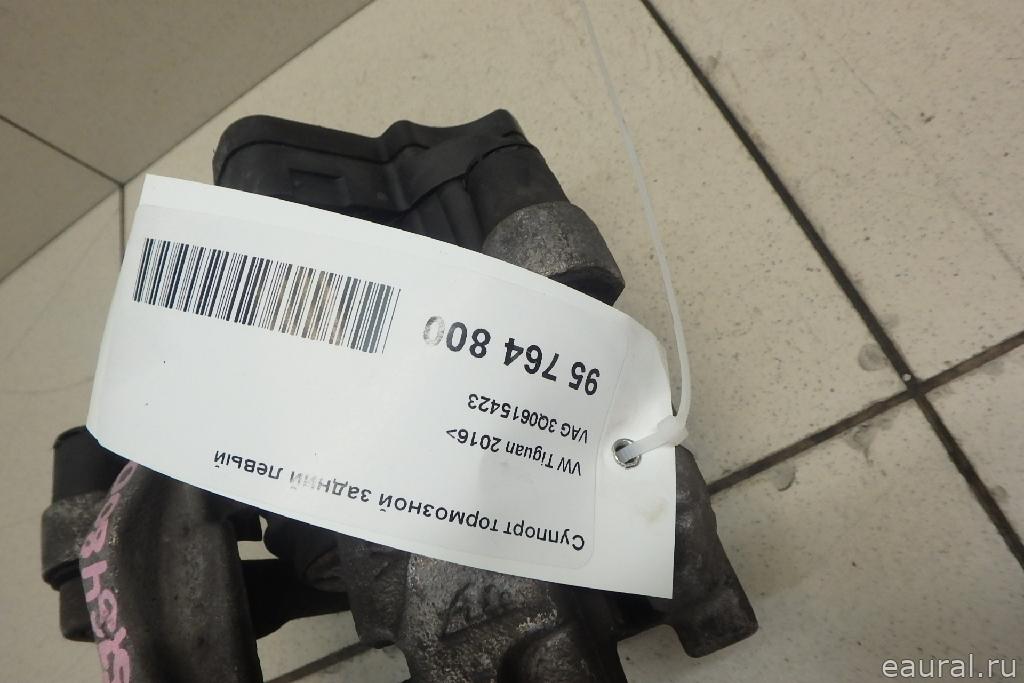 Суппорт тормозной задний левый
VW Tiguan 2016>
VAG 3Q0615423
95 764 800
eaural.ru